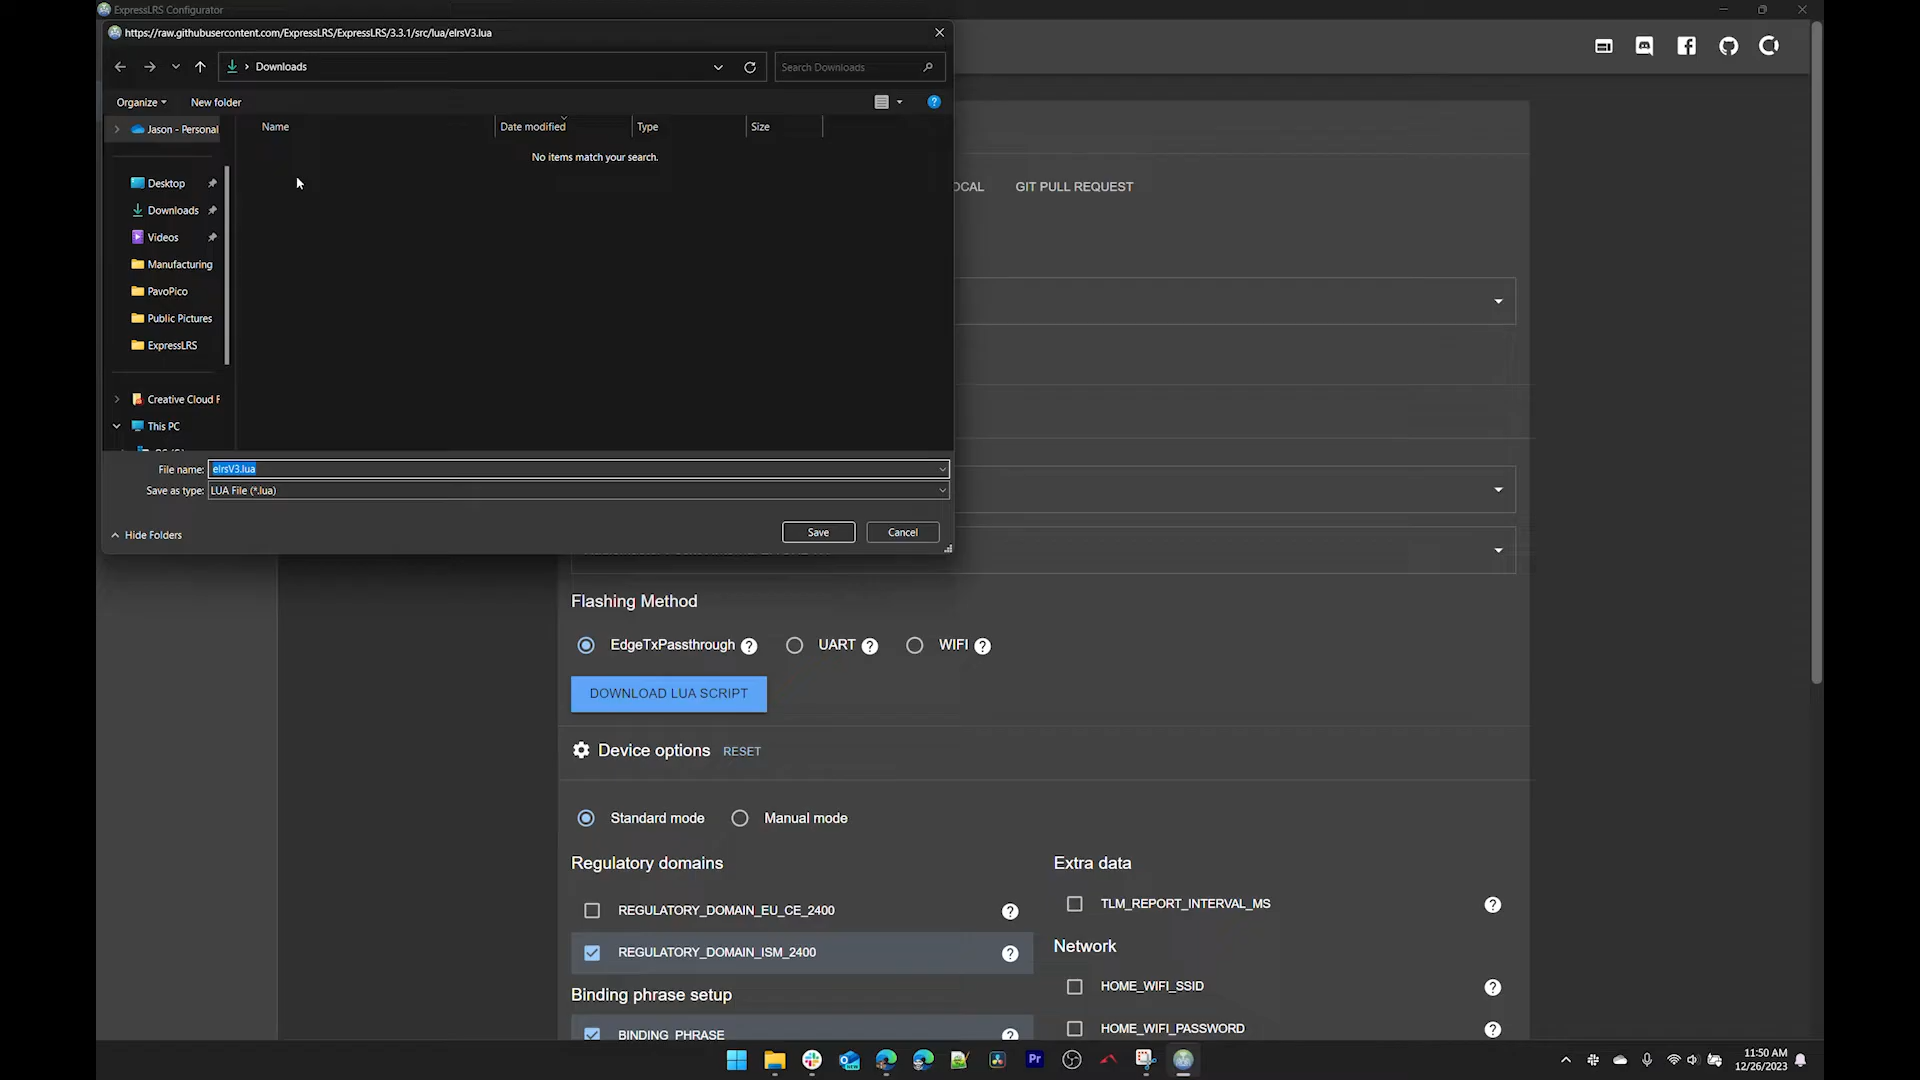 ExpressLRS Configurator
https://raw.githubusercontent.com/ExpressLRS/ExpressLRS/3.3.1/src/lua/elrsV3.lua
Downloads
Search Downloads
Organize
New folder
Jason - Personal
Name
Date modified
Type
Size
No items match your search.
Desktop
Downloads
Videos
Manufacturing
PavoPico
Public Pictures
ExpressLRS
Creative Cloud F
This PC
File name:
elrsV3.lua
Save as type:
LUA File (*.lua)
Hide Folders
Save
Cancel
OCAL
GIT PULL REQUEST
Flashing Method
EdgeTxPassthrough
UART
WIFI
DOWNLOAD LUA SCRIPT
Device options
RESET
Standard mode
Manual mode
Regulatory domains
REGULATORY_DOMAIN_EU_CE_2400
REGULATORY_DOMAIN_ISM_2400
Binding phrase setup
BINDING_PHRASE
Extra data
TLM_REPORT_INTERVAL_MS
Network
HOME_WIFI_SSID
HOME_WIFI_PASSWORD
Pr
11:50 AM
12/26/2023